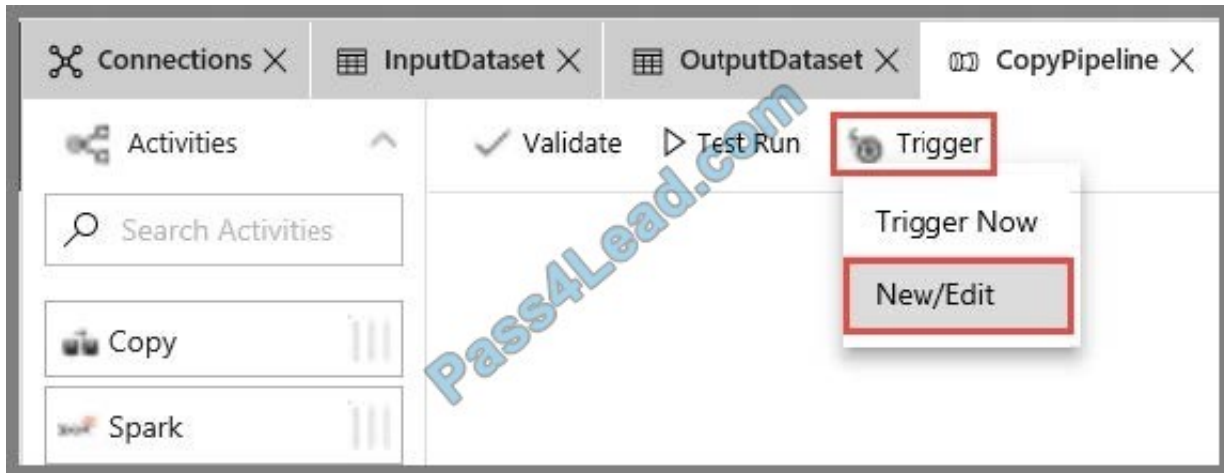 Connections InputDataset OutputDataset CopyPipeline
Activities
Validate Test Run Trigger
Search Activities
Trigger Now
New/Edit
Copy
Spark
Pass4Lead.com